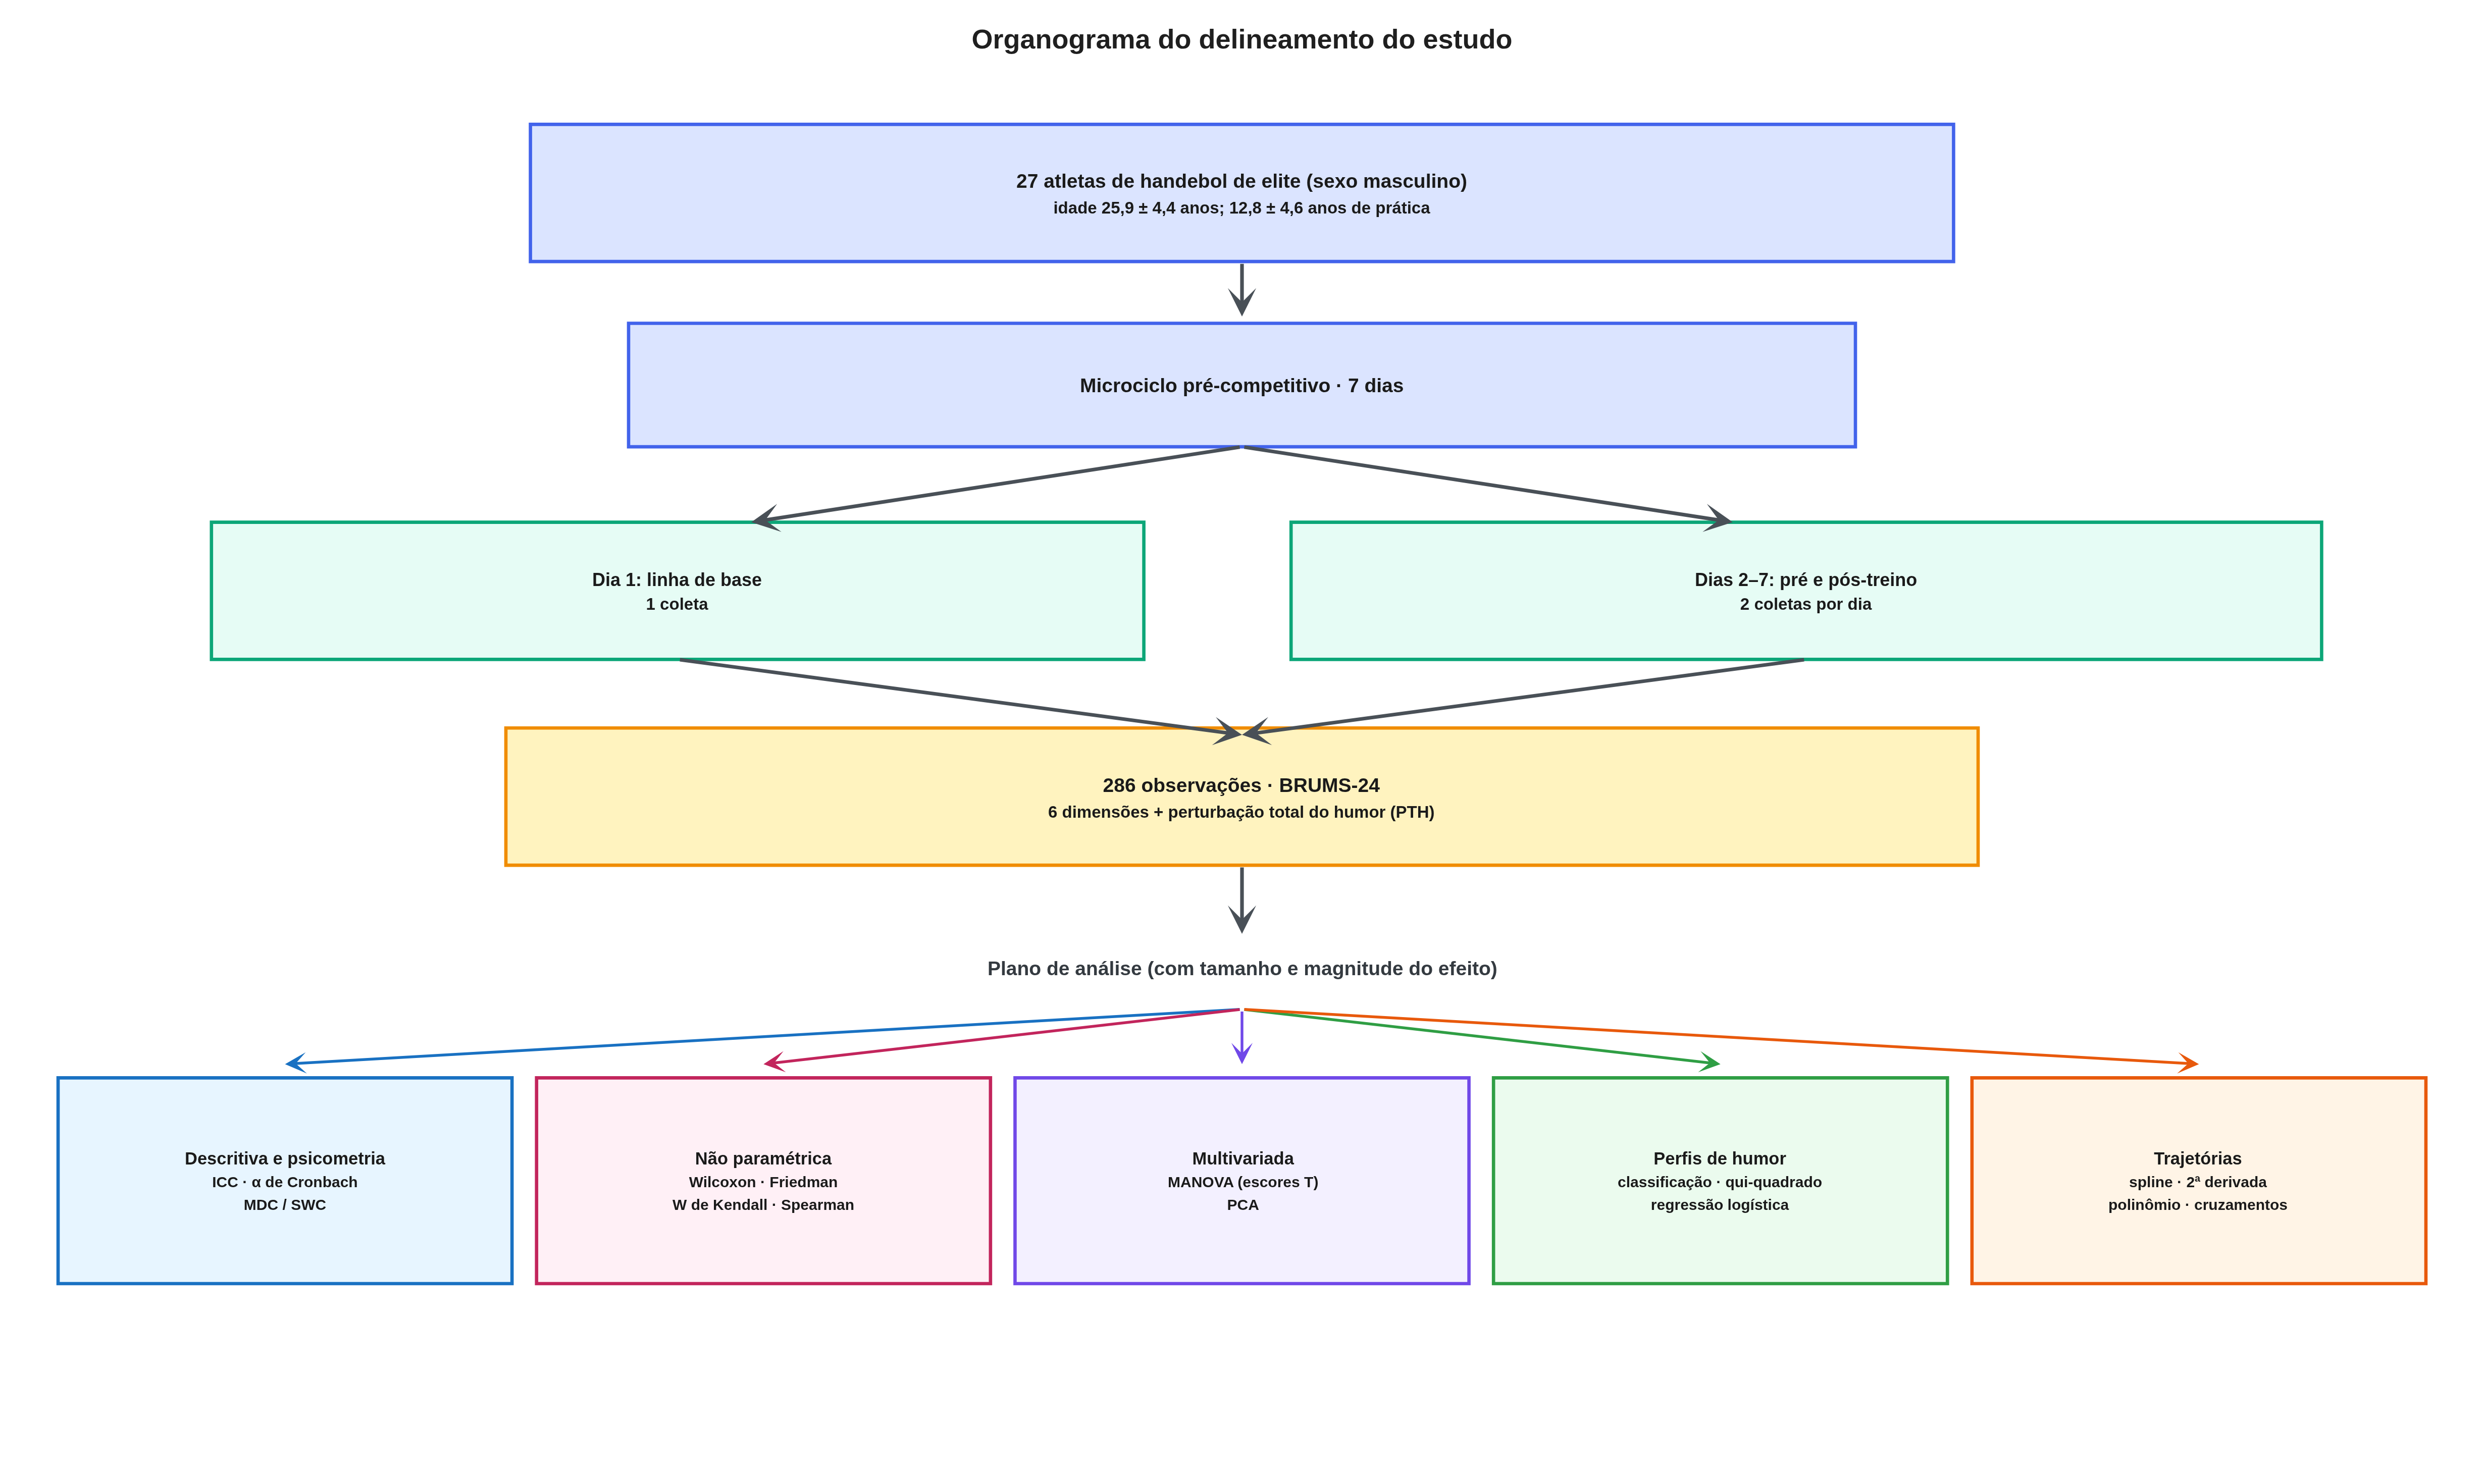 Organograma do delineamento do estudo
27 atletas de handebol de elite (sexo masculino)
idade 25,9 ± 4,4 anos; 12,8 ± 4,6 anos de prática
Microciclo pré-competitivo · 7 dias
Dia 1: linha de base
1 coleta
Dias 2–7: pré e pós-treino
2 coletas por dia
286 observações · BRUMS-24
6 dimensões + perturbação total do humor (PTH)
Plano de análise (com tamanho e magnitude do efeito)
Descritiva e psicometria
ICC · α de Cronbach
MDC / SWC
Não paramétrica
Wilcoxon · Friedman
W de Kendall · Spearman
Multivariada
MANOVA (escores T)
PCA
Perfis de humor
classificação · qui-quadrado
regressão logística
Trajetórias
spline · 2ª derivada
polinômio · cruzamentos